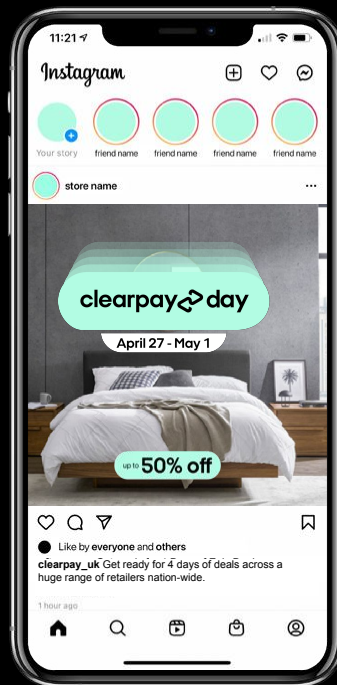 11:21
Instagram
Your story
friend name
friend name
friend name
friend name
store name
clearpay day
April 27 - May 1
up to 50% off
Like by everyone and others
clearpay_uk Get ready for 4 days of deals across a
huge range of retailers nation-wide.
1 hour ago